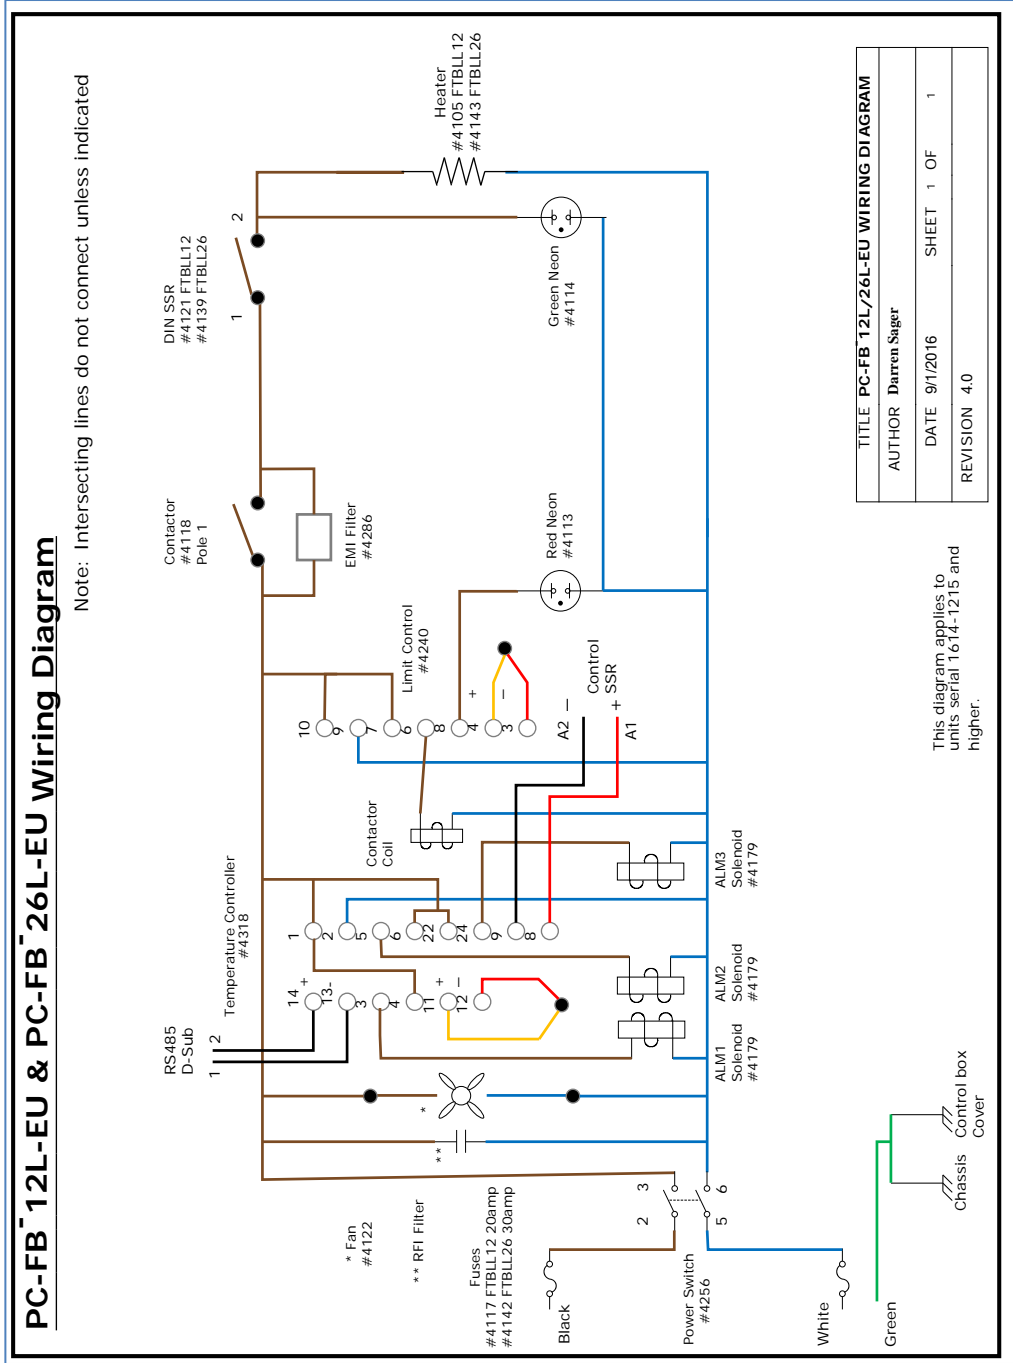 PC-FB¯12L-EU & PC-FB¯26L-EU Wiring Diagram
Note: Intersecting lines do not connect unless indicated
RS485
D-Sub
1 2
Temperature Controller
#4318
Contactor
#4118
Pole 1
DIN SSR
#4121 FTBLL12
#4139 FTBLL26
1 2
EMI Filter
#4286
Heater
#4105 FTBLL12
#4143 FTBLL26
14 +
13-
3
4
11
+
12 –
1
2
5
6
22
24
9
8
Contactor
Coil
10
9
7
6
8
4
+
3
–
Limit Control
#4240
A2 –
Control
SSR
+
A1
Red Neon
#4113
Green Neon
#4114
*
**
* Fan
#4122
** RFI Filter
Fuses
#4117 FTBLL12 20amp
#4142 FTBLL26 30amp
Black
2 3
5 6
Power Switch
#4256
White
Green
ALM1
Solenoid
#4179
ALM2
Solenoid
#4179
ALM3
Solenoid
#4179
Chassis
Control box
Cover
This diagram applies to
units serial 1614-1215 and
higher.
TITLE PC-FB¯12L/26L-EU WIRING DIAGRAM
AUTHOR Darren Sager
DATE 9/1/2016 SHEET 1 OF 1
REVISION 4.0